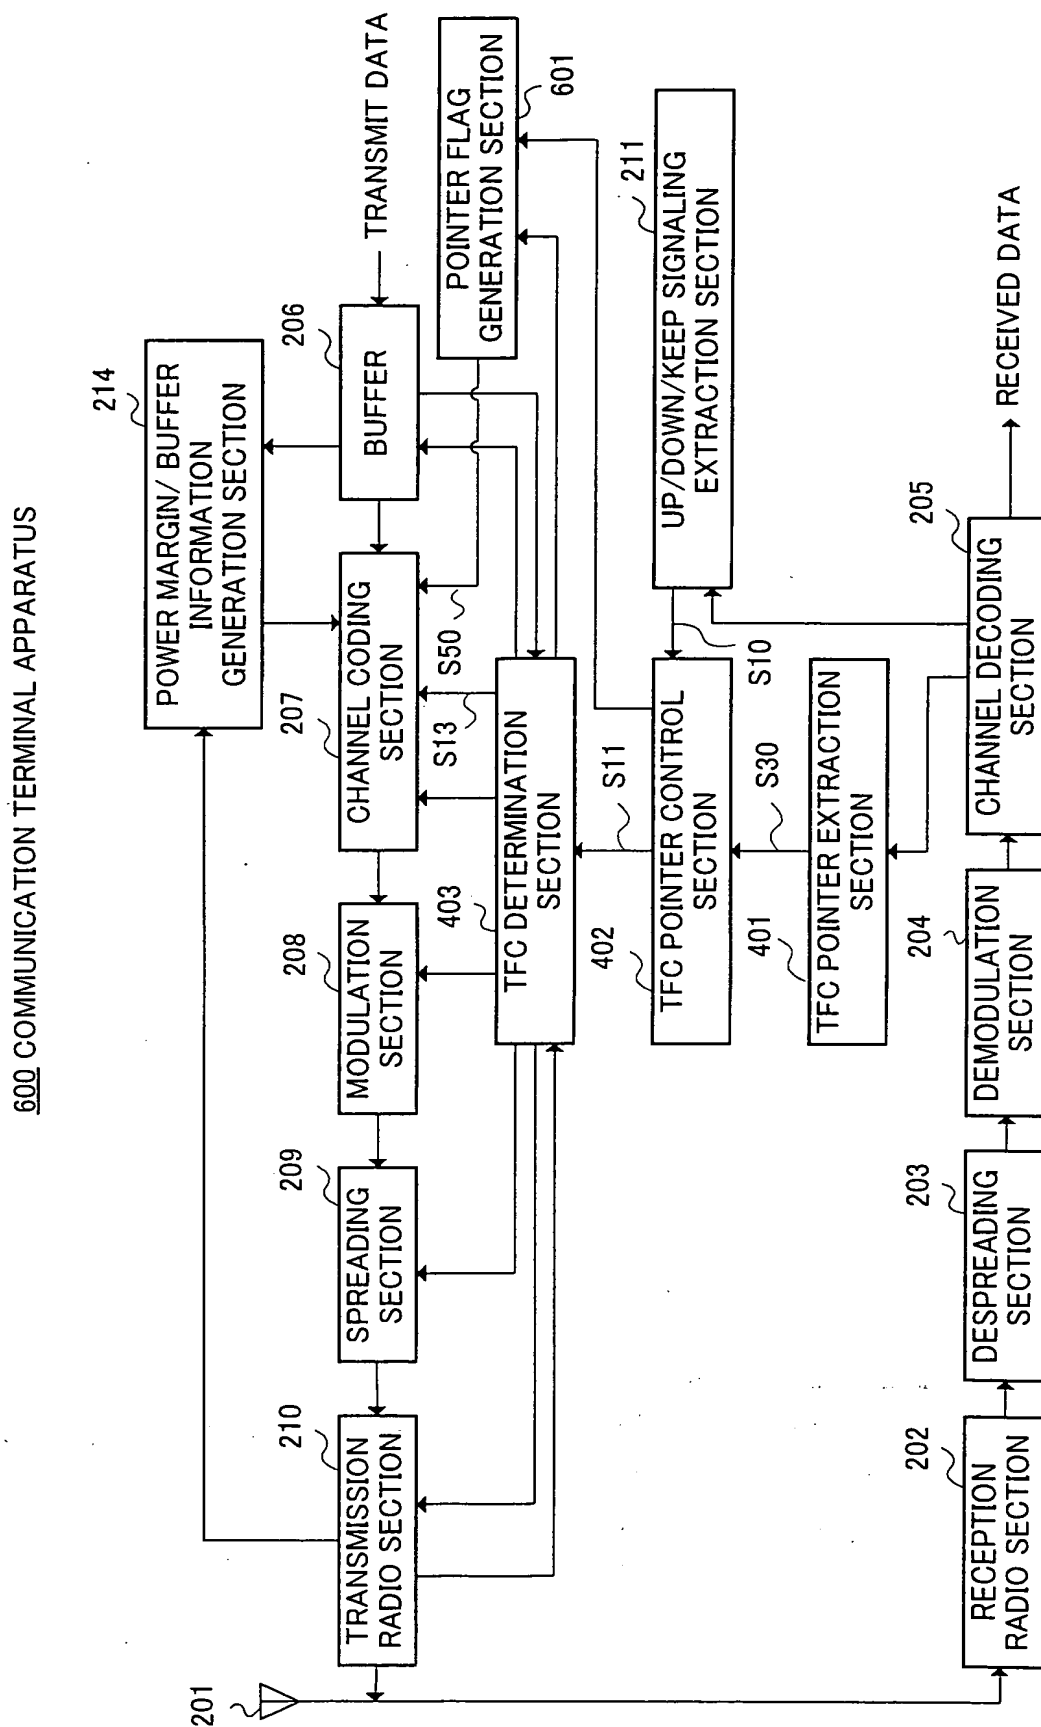 600 COMMUNICATION TERMINAL APPARATUS
214
POWER MARGIN/ BUFFER
INFORMATION
GENERATION SECTION
201
210
TRANSMISSION
RADIO SECTION
209
SPREADING
SECTION
208
MODULATION
SECTION
207
CHANNEL CODING
SECTION
206
BUFFER
TRANSMIT DATA
S13
S50
POINTER FLAG
GENERATION SECTION
601
403
TFC DETERMINATION
SECTION
S11
402
TFC POINTER CONTROL
SECTION
S10
211
UP/DOWN/KEEP SIGNALING
EXTRACTION SECTION
S30
401
TFC POINTER EXTRACTION
SECTION
202
RECEPTION
RADIO SECTION
203
DESPREADING
SECTION
204
DEMODULATION
SECTION
205
CHANNEL DECODING
SECTION
RECEIVED DATA